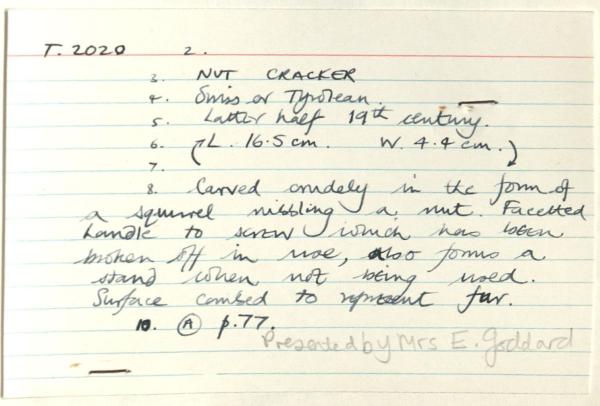 T. 2020 2.
3. NUT CRACKER
4. Swiss or Tyrolean.
5. Latter half 19th century.
6. (L. 16.5 cm. W. 4.4 cm.)
7.
8. Carved crudely in the form of
a squirrel nibbling a nut. Facetted
handle to screw which has been
broken off in use, also forms a
stand when not being used.
Surface combed to represent fur.
10. (A) p.77.
Presented by Mrs E. Goddard